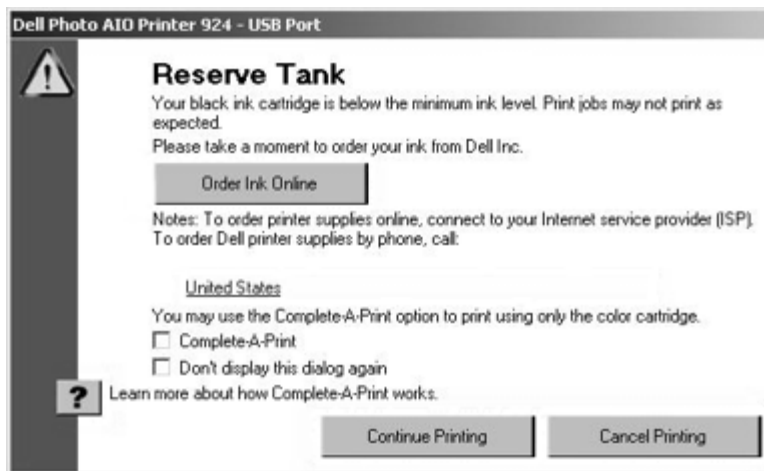 Dell Photo AIO Printer 924 - USB Port
Reserve Tank
Your black ink cartridge is below the minimum ink level. Print jobs may not print as
expected.
Please take a moment to order your ink from Dell Inc.
Order Ink Online
Notes: To order printer supplies online, connect to your Internet service provider (ISP).
To order Dell printer supplies by phone, call:
United States
You may use the Complete-A-Print option to print using only the color cartridge.
Complete-A-Print
Don't display this dialog again
? Learn more about how Complete-A-Print works.
Continue Printing Cancel Printing